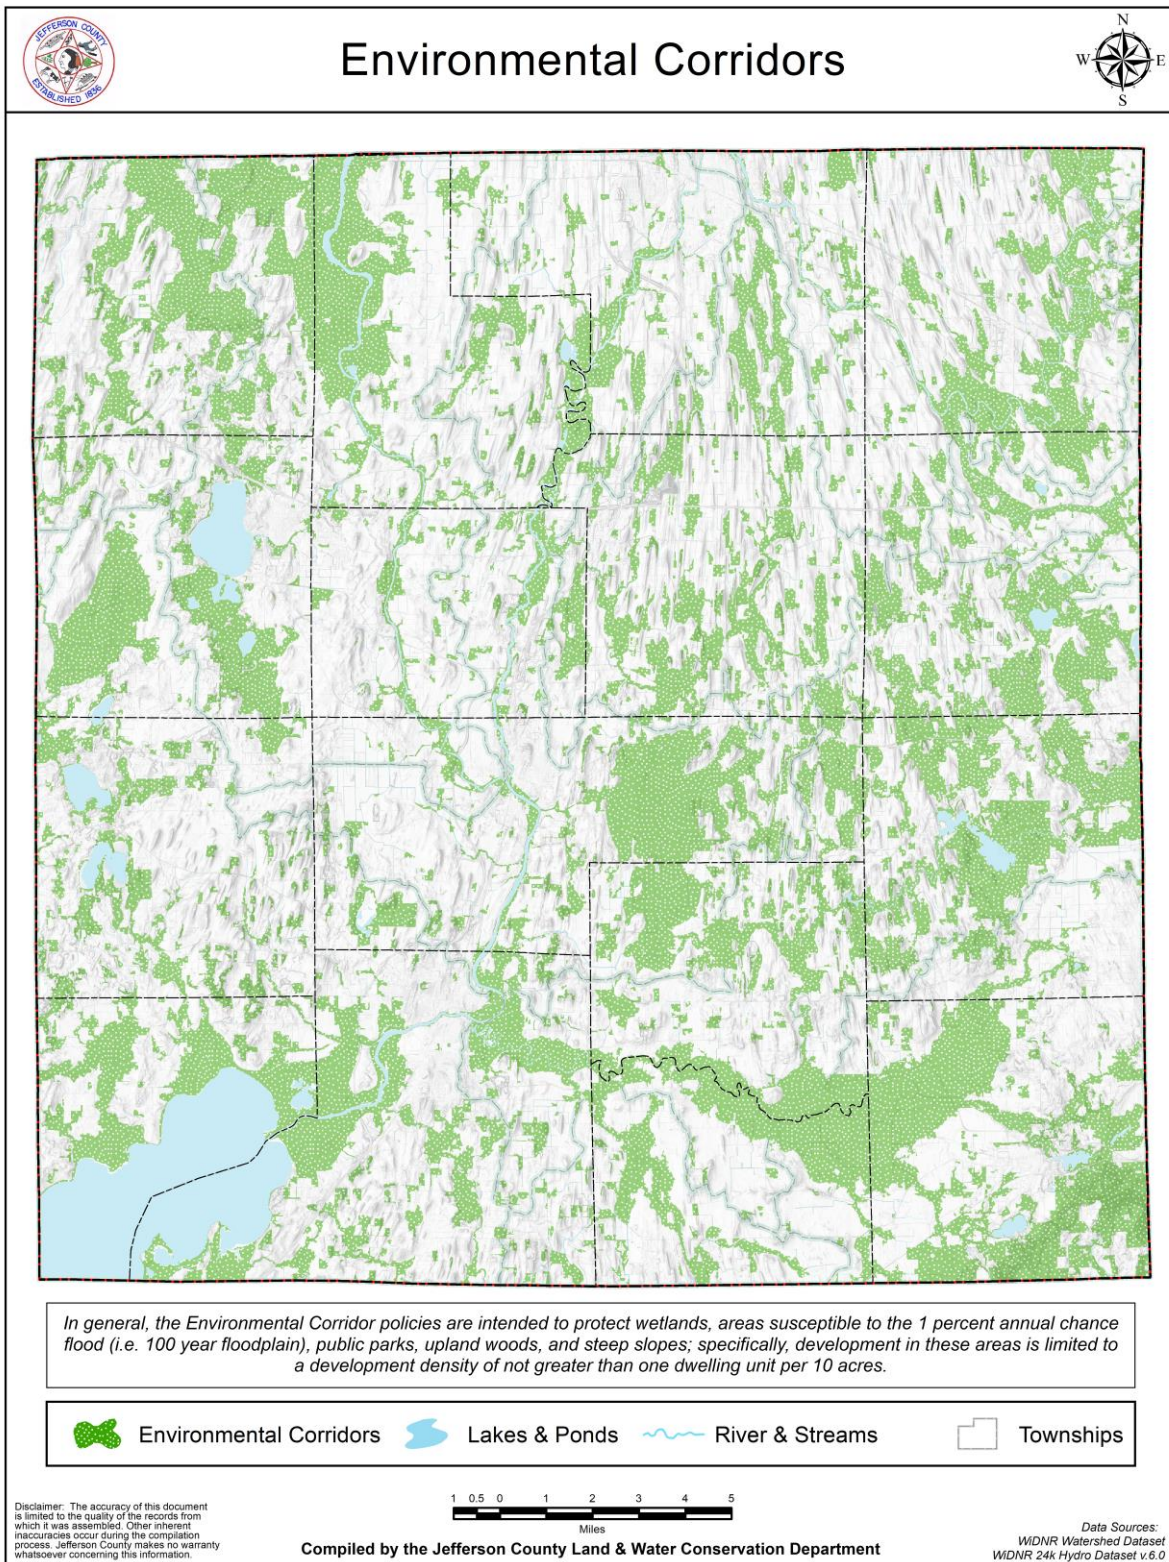 JEFFERSON COUNTY
ESTABLISHED 1836
Environmental Corridors
N
W
E
S
In general, the Environmental Corridor policies are intended to protect wetlands, areas susceptible to the 1 percent annual chance
flood (i.e. 100 year floodplain), public parks, upland woods, and steep slopes; specifically, development in these areas is limited to
a development density of not greater than one dwelling unit per 10 acres.
Environmental Corridors
Lakes & Ponds
River & Streams
Townships
1 0.5 0 1 2 3 4 5
Miles
Disclaimer: The accuracy of this document
is limited to the quality of the records from
which it was assembled. Other inherent
inaccuracies occur during the compilation
process. Jefferson County makes no warranty
whatsoever concerning this information.
Compiled by the Jefferson County Land & Water Conservation Department
Data Sources:
WiDNR Watershed Dataset
WiDNR 24k Hydro Dataset v.6.0